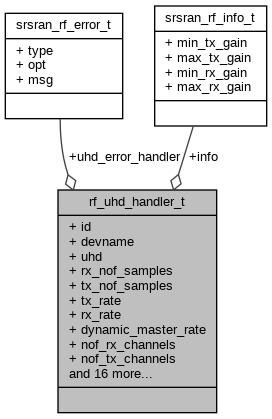 srsran_rf_error_t
+ type
+ opt
+ msg
srsran_rf_info_t
+ min_tx_gain
+ max_tx_gain
+ min_rx_gain
+ max_rx_gain
+uhd_error_handler
+info
rf_uhd_handler_t
+ id
+ devname
+ uhd
+ rx_nof_samples
+ tx_nof_samples
+ tx_rate
+ rx_rate
+ dynamic_master_rate
+ nof_rx_channels
+ nof_tx_channels
and 16 more...